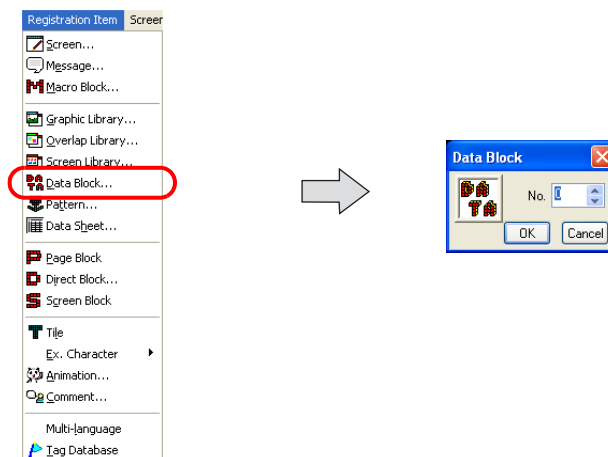 Registration Item Screen
Screen...
Message...
Macro Block...
Graphic Library...
Overlap Library...
Screen Library...
Data Block...
Pattern...
Data Sheet...
Page Block
Direct Block...
Screen Block
Tile
Ex. Character
Animation...
Comment...
Multi-language
Tag Database
Data Block
DA
TA
No. 0
OK Cancel